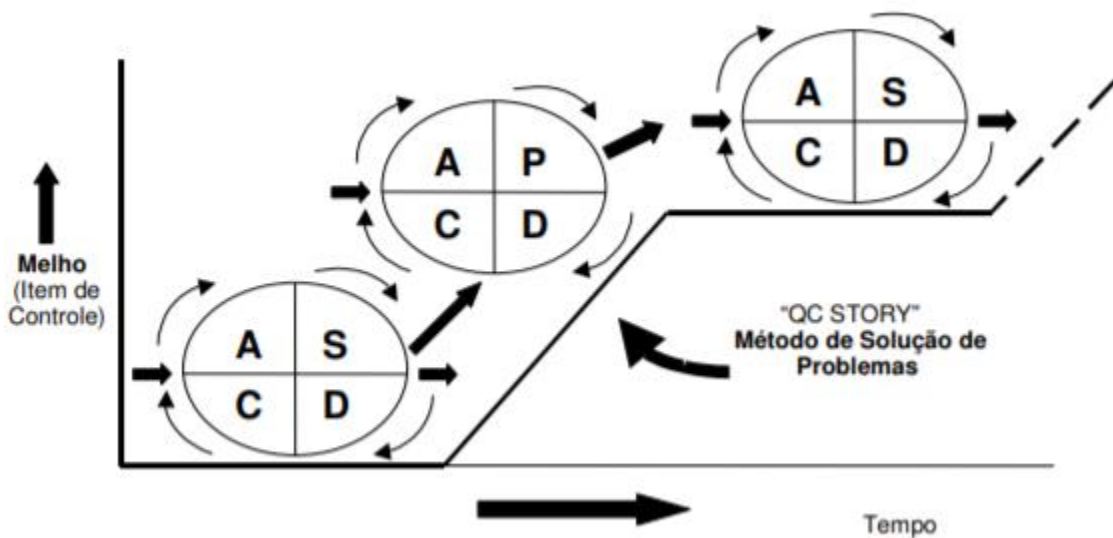 A S
C D
A P
C D
A S
C D
Melho
(Item de
Controle)
"QC STORY"
Método de Solução de
Problemas
Tempo